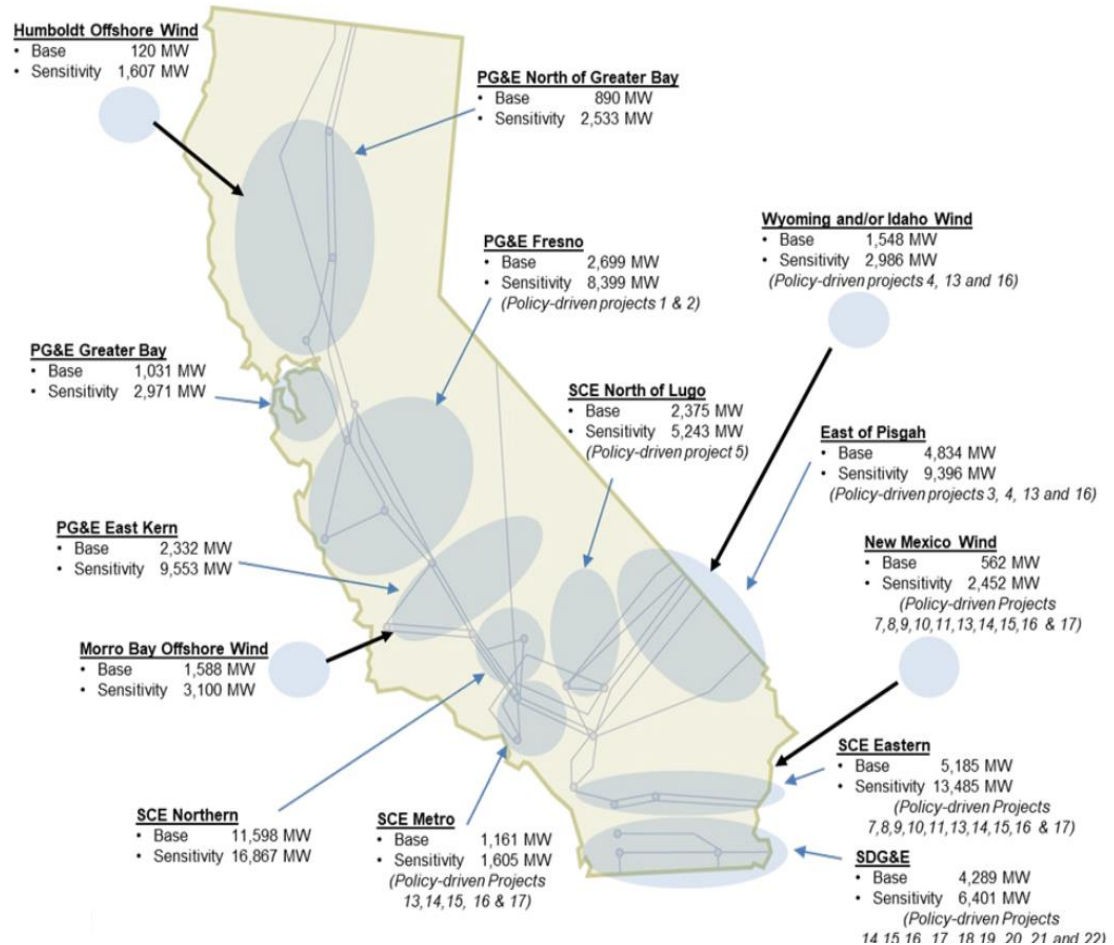 Humboldt Offshore Wind
• Base 120 MW
• Sensitivity 1,607 MW
PG&E North of Greater Bay
• Base 890 MW
• Sensitivity 2,533 MW
Wyoming and/or Idaho Wind
• Base 1,548 MW
• Sensitivity 2,986 MW
(Policy-driven projects 4, 13 and 16)
PG&E Fresno
• Base 2,699 MW
• Sensitivity 8,399 MW
(Policy-driven projects 1 & 2)
PG&E Greater Bay
• Base 1,031 MW
• Sensitivity 2,971 MW
SCE North of Lugo
• Base 2,375 MW
• Sensitivity 5,243 MW
(Policy-driven project 5)
East of Pisgah
• Base 4,834 MW
• Sensitivity 9,396 MW
(Policy-driven projects 3, 4, 13 and 16)
PG&E East Kern
• Base 2,332 MW
• Sensitivity 9,553 MW
New Mexico Wind
• Base 562 MW
• Sensitivity 2,452 MW
(Policy-driven Projects
7,8,9,10,11,13,14,15,16 & 17)
Morro Bay Offshore Wind
• Base 1,588 MW
• Sensitivity 3,100 MW
SCE Eastern
• Base 5,185 MW
• Sensitivity 13,485 MW
(Policy-driven Projects
7,8,9,10,11,13,14,15,16 & 17)
SCE Northern
• Base 11,598 MW
• Sensitivity 16,867 MW
SCE Metro
• Base 1,161 MW
• Sensitivity 1,605 MW
(Policy-driven Projects
13,14,15, 16 & 17)
SDG&E
• Base 4,289 MW
• Sensitivity 6,401 MW
(Policy-driven Projects
14,15,16, 17, 18,19, 20, 21 and 22)